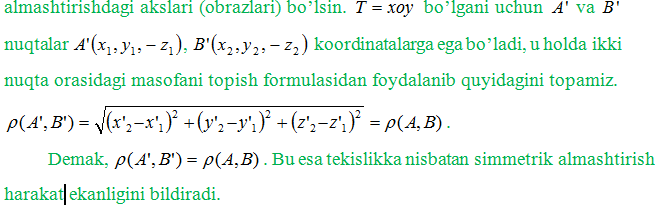 almashtirishdagi akslari (obrazlari) bo’lsin. T = xoy bo’lgani uchun A' va B'
nuqtalar A'(x₁, y₁, − z₁), B'(x₂, y₂, − z₂) koordinatalarga ega bo’ladi, u holda ikki
nuqta orasidagi masofani topish formulasidan foydalanib quyidagini topamiz.
ρ(A', B') = √((x'₂−x'₁)² + (y'₂−y'₁)² + (z'₂−z'₁)²) = ρ(A, B) .
Demak, ρ(A', B') = ρ(A, B) . Bu esa tekislikka nisbatan simmetrik almashtirish
harakat ekanligini bildiradi.